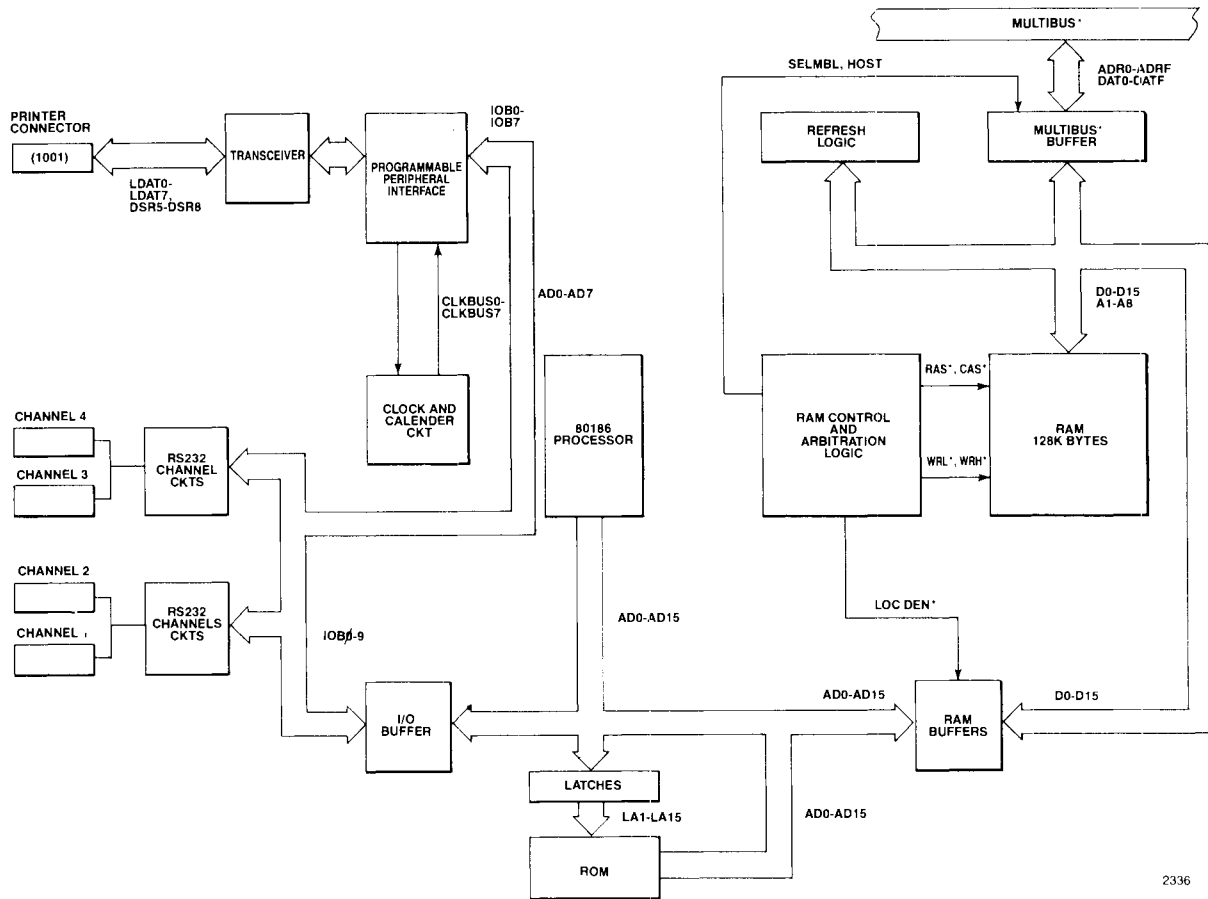 MULTIBUS*
SELMBL, HOST
ADR0-ADRF
DAT0-DATF
PRINTER
CONNECTOR
(1001)
LDAT0-
LDAT7,
DSR5-DSR8
TRANSCEIVER
PROGRAMMABLE
PERIPHERAL
INTERFACE
IOB0-
IOB7
REFRESH
LOGIC
MULTIBUS*
BUFFER
CLKBUS0-
CLKBUS7
AD0-AD7
D0-D15
A1-A8
CLOCK AND
CALENDER
CKT
80186
PROCESSOR
RAM CONTROL
AND
ARBITRATION
LOGIC
RAS*, CAS*
WRL*, WRH*
RAM
128K BYTES
CHANNEL 4
CHANNEL 3
RS232
CHANNEL
CKTS
CHANNEL 2
CHANNEL 1
RS232
CHANNELS
CKTS
IOB0-9
AD0-AD15
LOC DEN*
I/O
BUFFER
AD0-AD15
RAM
BUFFERS
D0-D15
LATCHES
LA1-LA15
AD0-AD15
ROM
2336